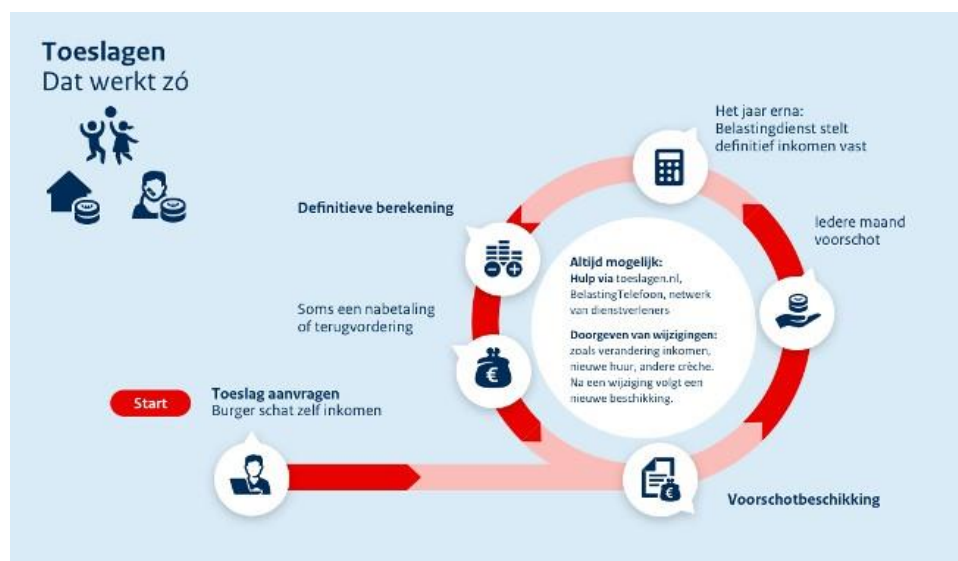 Toeslagen
Dat werkt zó
Start
Toeslag aanvragen
Burger schat zelf inkomen
Voorschotbeschikking
Iedere maand
voorschot
Het jaar erna:
Belastingdienst stelt
definitief inkomen vast
Definitieve berekening
Soms een nabetaling
of terugvordering
Altijd mogelijk:
Hulp via toeslagen.nl,
BelastingTelefoon, netwerk
van dienstverleners
Doorgeven van wijzigingen:
zoals verandering inkomen,
nieuwe huur, andere crèche.
Na een wijziging volgt een
nieuwe beschikking.